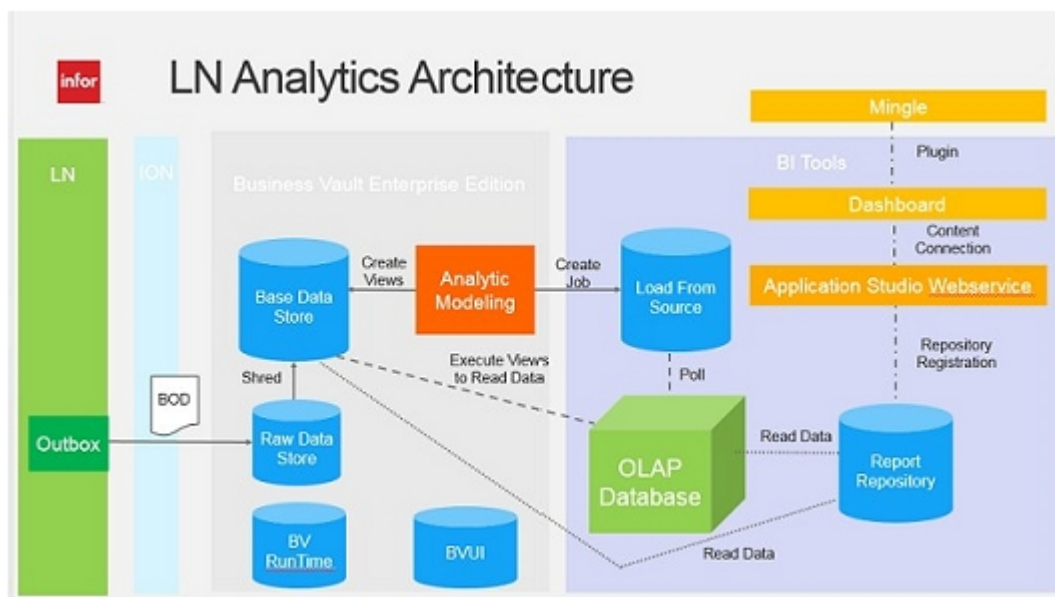 infor
LN Analytics Architecture
Mingle
Plugin
LN
ION
Business Vault Enterprise Edition
BI Tools
Dashboard
Content
Connection
Application Studio Webservice
Base Data
Store
Create
Views
Analytic
Modeling
Create
Job
Load From
Source
Repository
Registration
Execute Views
to Read Data
Shred
Poll
BOD
Outbox
Raw Data
Store
OLAP
Database
Read Data
Report
Repository
BV
RunTime
BVUI
Read Data